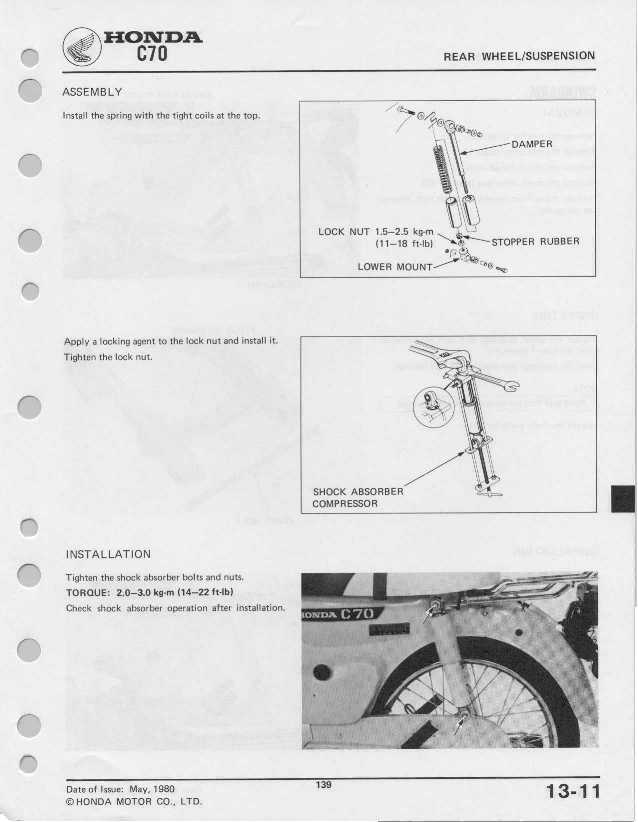 HONDA
C70
REAR WHEEL/SUSPENSION
ASSEMBLY
Install the spring with the tight coils at the top.
DAMPER
LOCK NUT 1.5–2.5 kg-m
(11–18 ft-lb)
STOPPER RUBBER
LOWER MOUNT
Apply a locking agent to the lock nut and install it.
Tighten the lock nut.
SHOCK ABSORBER
COMPRESSOR
INSTALLATION
Tighten the shock absorber bolts and nuts.
TORQUE: 2.0–3.0 kg-m (14–22 ft-lb)
Check shock absorber operation after installation.
HONDA C70
Date of Issue: May, 1980
© HONDA MOTOR CO., LTD.
139
13-11